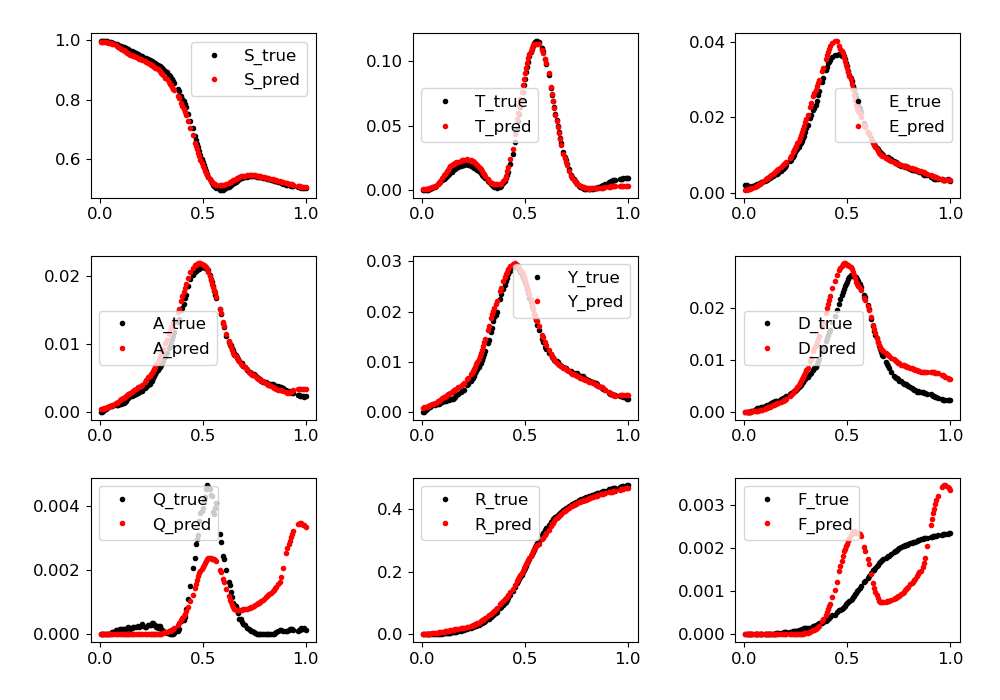 1.0
0.8
0.6
0.0 0.5 1.0
S_true
S_pred
0.10
0.05
0.00
0.0 0.5 1.0
T_true
T_pred
0.04
0.02
0.00
0.0 0.5 1.0
E_true
E_pred
0.02
0.01
0.00
0.0 0.5 1.0
A_true
A_pred
0.03
0.02
0.01
0.00
0.0 0.5 1.0
Y_true
Y_pred
0.02
0.01
0.00
0.0 0.5 1.0
D_true
D_pred
0.004
0.002
0.000
0.0 0.5 1.0
Q_true
Q_pred
0.4
0.2
0.0
0.0 0.5 1.0
R_true
R_pred
0.003
0.002
0.001
0.000
0.0 0.5 1.0
F_true
F_pred